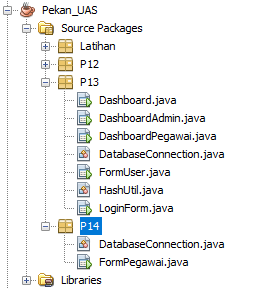 Pekan_UAS
Source Packages
Latihan
P12
P13
Dashboard.java
DashboardAdmin.java
DashboardPegawai.java
DatabaseConnection.java
FormUser.java
HashUtil.java
LoginForm.java
P14
DatabaseConnection.java
FormPegawai.java
Libraries